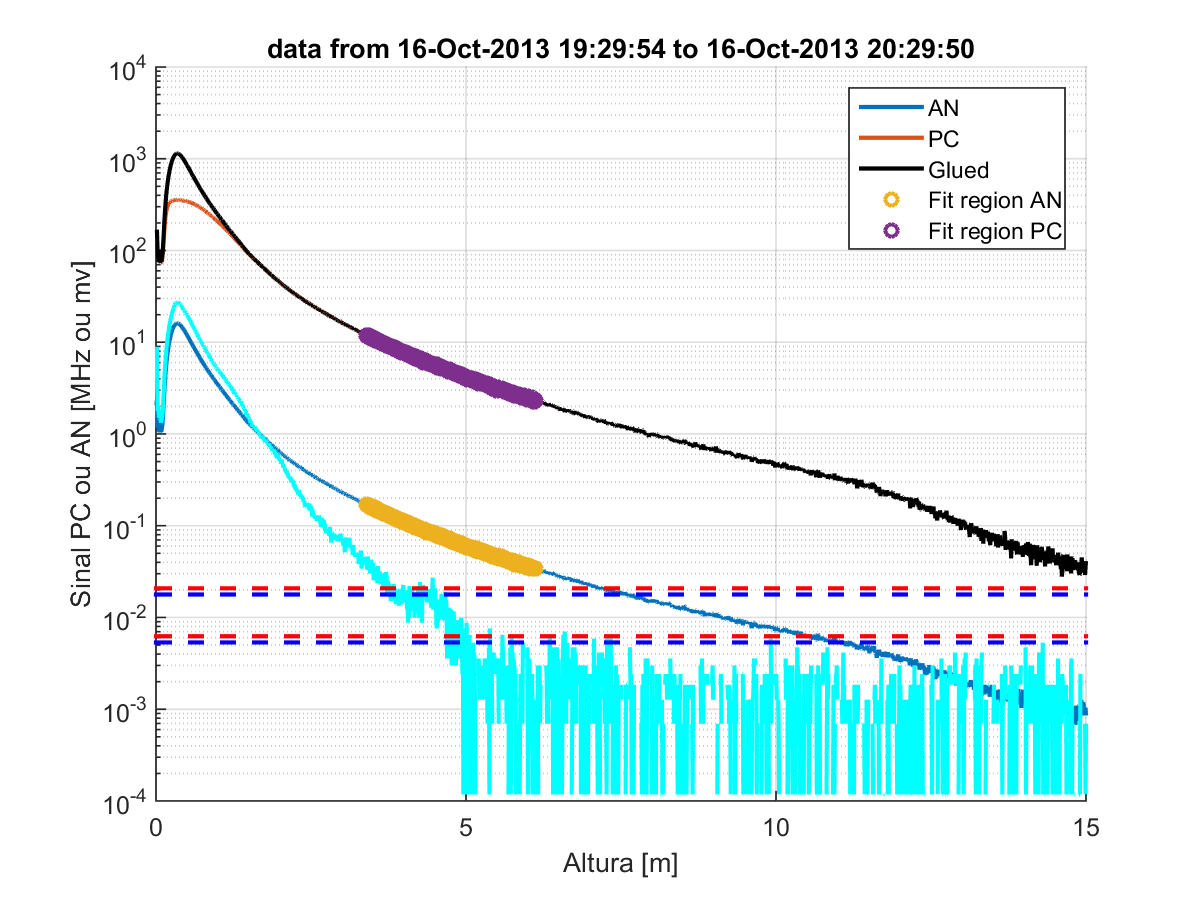 data from 16-Oct-2013 19:29:54 to 16-Oct-2013 20:29:50
10^4
10^3
10^2
10^1
10^0
10^-1
10^-2
10^-3
10^-4
Sinal PC ou AN [MHz ou mv]
AN
PC
Glued
Fit region AN
Fit region PC
0 5 10 15
Altura [m]